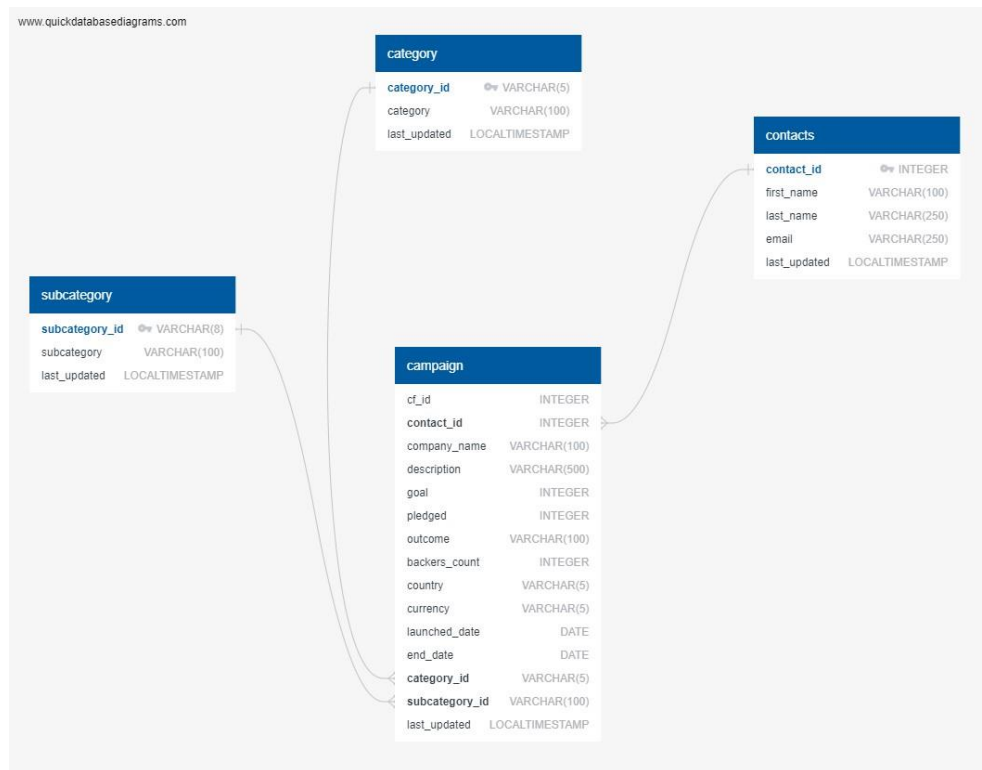 www.quickdatabasediagrams.com
category
category_id VARCHAR(5)
category VARCHAR(100)
last_updated LOCALTIMESTAMP
contacts
contact_id INTEGER
first_name VARCHAR(100)
last_name VARCHAR(250)
email VARCHAR(250)
last_updated LOCALTIMESTAMP
subcategory
subcategory_id VARCHAR(8)
subcategory VARCHAR(100)
last_updated LOCALTIMESTAMP
campaign
cf_id INTEGER
contact_id INTEGER
company_name VARCHAR(100)
description VARCHAR(500)
goal INTEGER
pledged INTEGER
outcome VARCHAR(100)
backers_count INTEGER
country VARCHAR(5)
currency VARCHAR(5)
launched_date DATE
end_date DATE
category_id VARCHAR(5)
subcategory_id VARCHAR(100)
last_updated LOCALTIMESTAMP